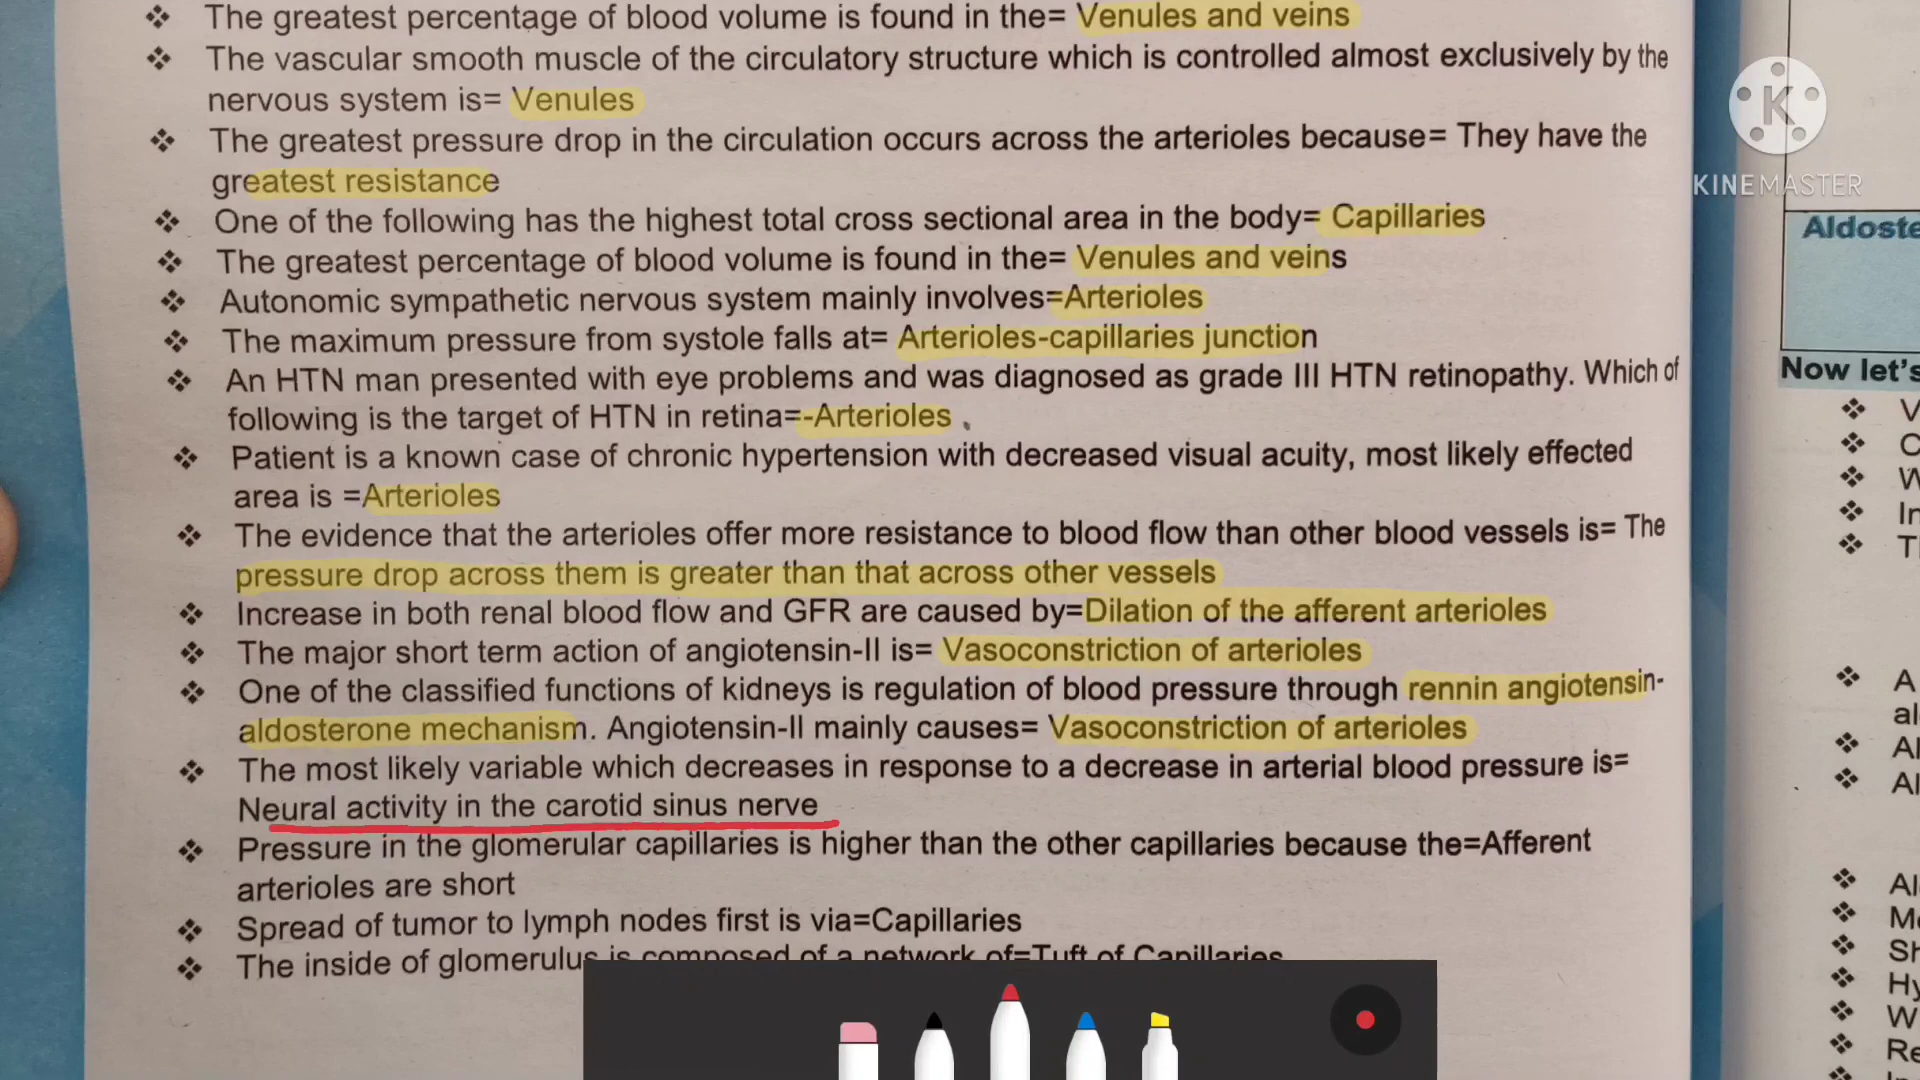 ❖ The greatest percentage of blood volume is found in the= Venules and veins
❖ The vascular smooth muscle of the circulatory structure which is controlled almost exclusively by the
nervous system is= Venules
❖ The greatest pressure drop in the circulation occurs across the arterioles because= They have the
greatest resistance
❖ One of the following has the highest total cross sectional area in the body= Capillaries
❖ The greatest percentage of blood volume is found in the= Venules and veins
❖ Autonomic sympathetic nervous system mainly involves=Arterioles
❖ The maximum pressure from systole falls at= Arterioles-capillaries junction
❖ An HTN man presented with eye problems and was diagnosed as grade III HTN retinopathy. Which of
following is the target of HTN in retina=-Arterioles
❖ Patient is a known case of chronic hypertension with decreased visual acuity, most likely effected
area is =Arterioles
❖ The evidence that the arterioles offer more resistance to blood flow than other blood vessels is= The
pressure drop across them is greater than that across other vessels
❖ Increase in both renal blood flow and GFR are caused by=Dilation of the afferent arterioles
❖ The major short term action of angiotensin-II is= Vasoconstriction of arterioles
❖ One of the classified functions of kidneys is regulation of blood pressure through rennin angiotensin-
aldosterone mechanism. Angiotensin-II mainly causes= Vasoconstriction of arterioles
❖ The most likely variable which decreases in response to a decrease in arterial blood pressure is=
Neural activity in the carotid sinus nerve
❖ Pressure in the glomerular capillaries is higher than the other capillaries because the=Afferent
arterioles are short
❖ Spread of tumor to lymph nodes first is via=Capillaries
❖ The inside of glomerulus is composed of a network of=Tuft of Capillaries
K
KINEMASTER
Now let's